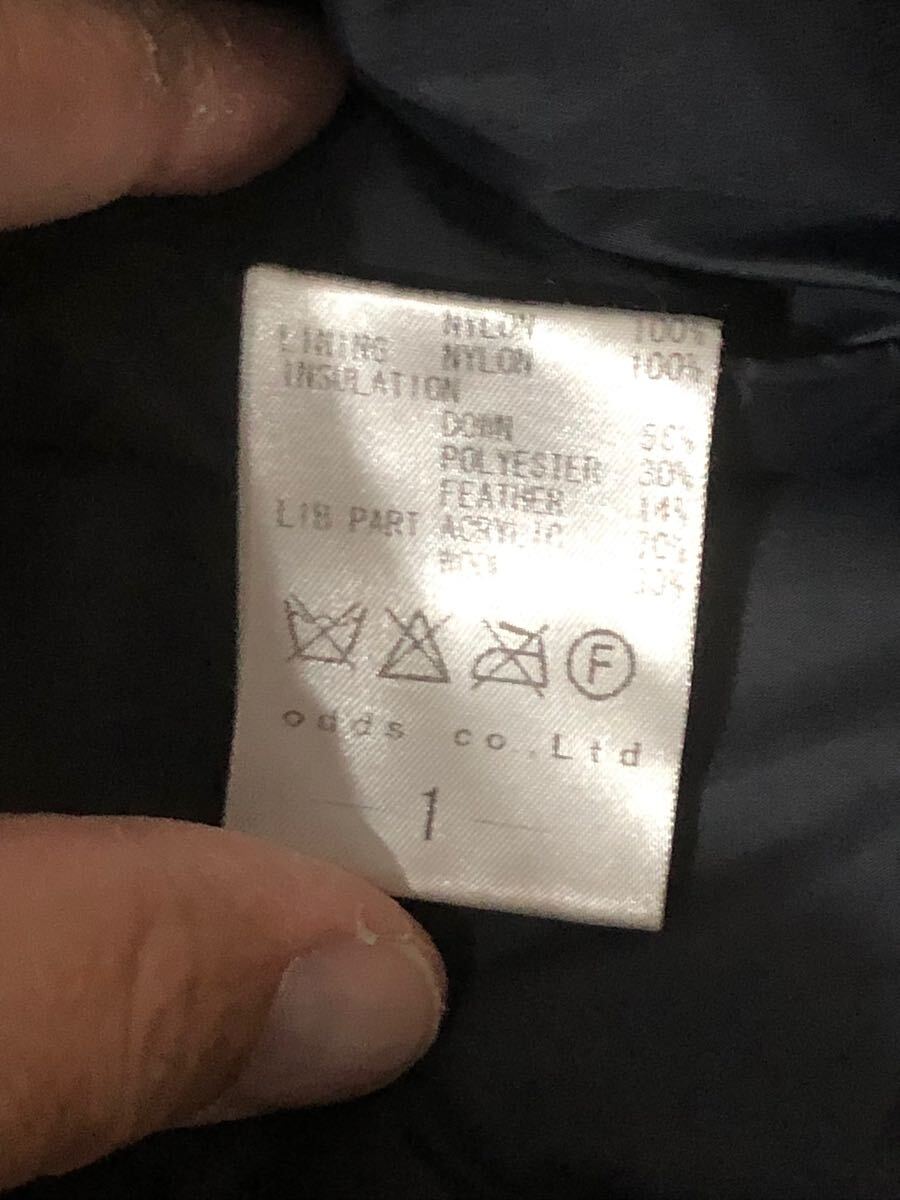 NYLON 100%
LINING NYLON 100%
INSULATION
DOWN 56%
POLYESTER 30%
FEATHER 14%
LIB PART ACRYLIC 70%
30%
F
odds co.Ltd
1